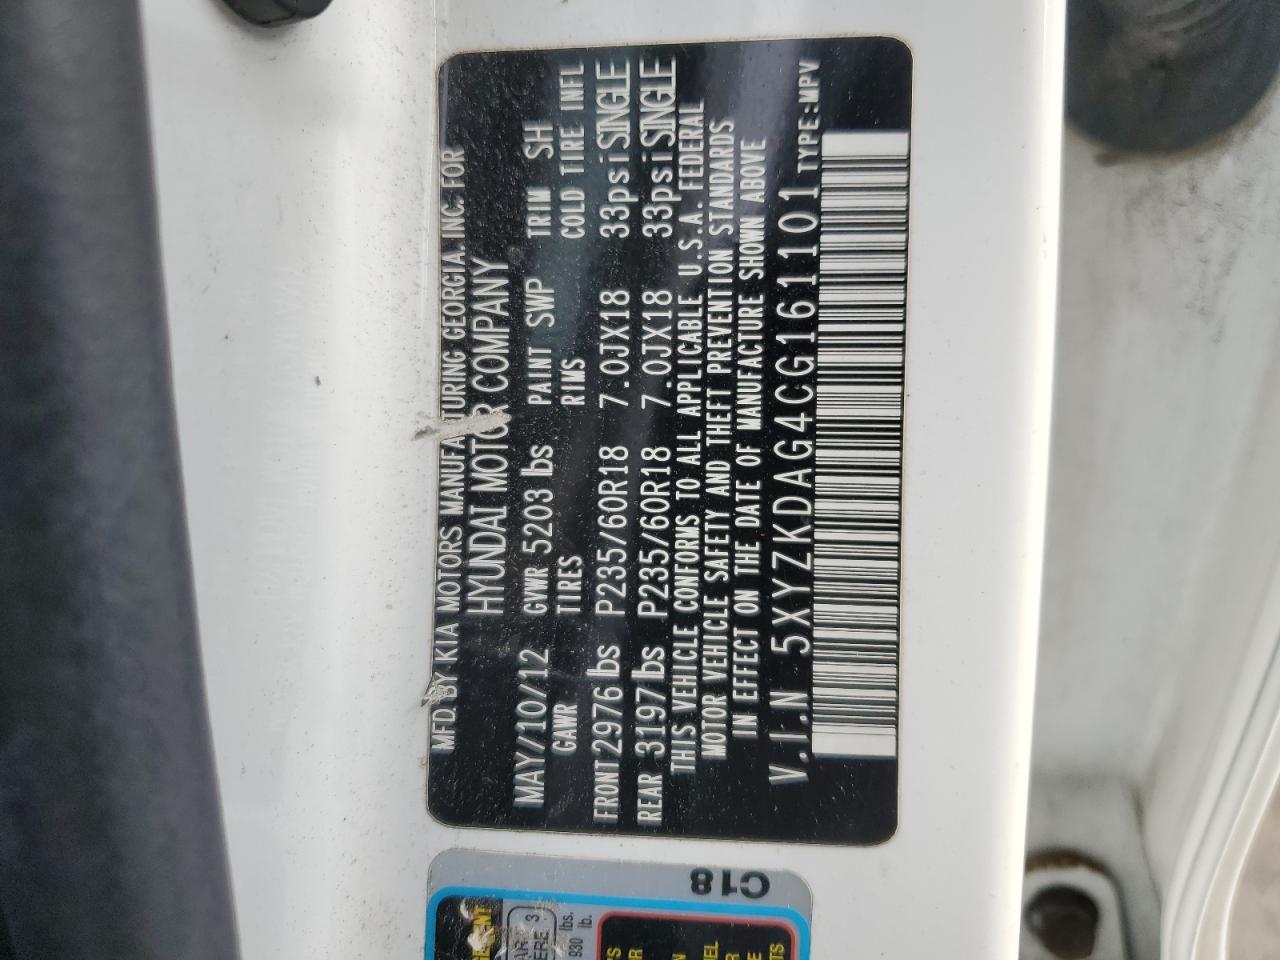 MFD BY KIA MOTORS MANUFACTURING GEORGIA, INC. FOR
HYUNDAI MOTOR COMPANY
MAY/10/12 GVWR 5203 lbs PAINT SWP TRIM SH
GAWR TIRES RIMS COLD TIRE INFL
FRONT 2976 lbs P235/60R18 7.0JX18 33psi SINGLE
REAR 3197 lbs P235/60R18 7.0JX18 33psi SINGLE
THIS VEHICLE CONFORMS TO ALL APPLICABLE U.S.A. FEDERAL
MOTOR VEHICLE SAFETY AND THEFT PREVENTION STANDARDS
IN EFFECT ON THE DATE OF MANUFACTURE SHOWN ABOVE
V.I.N 5XYZKDAG4CG161101 TYPE:MPV
C18
930 lb.
lbs.